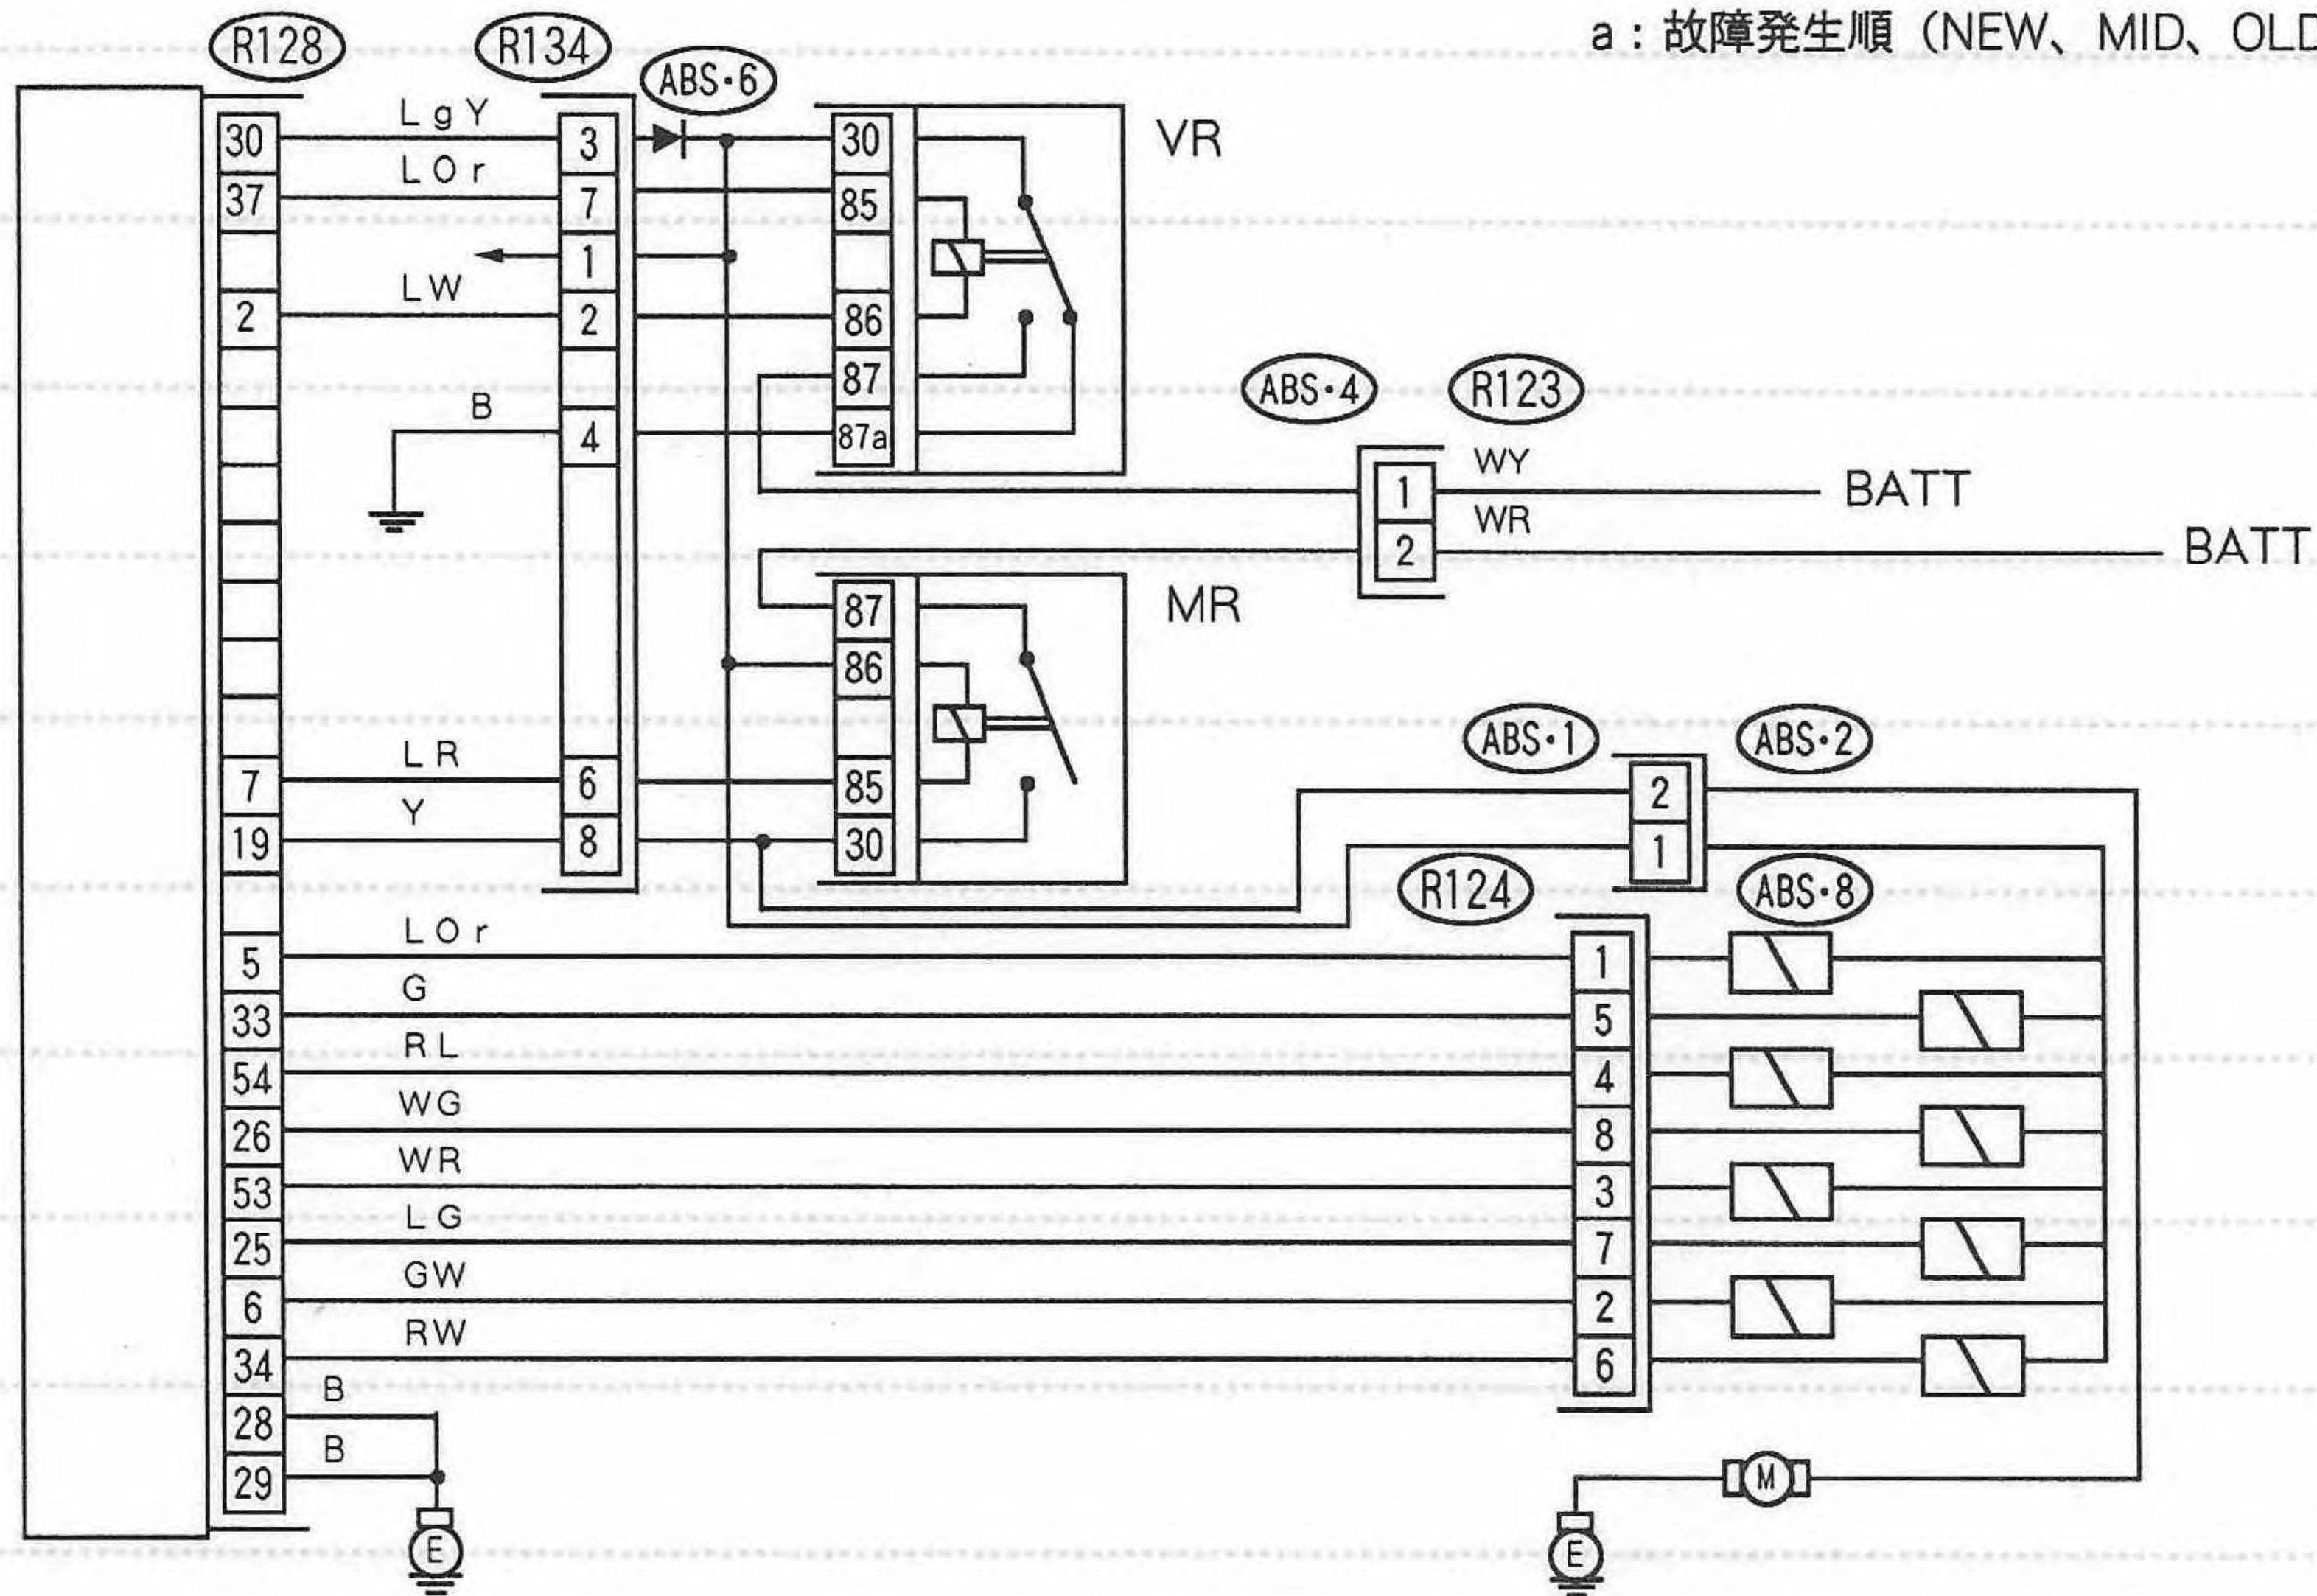 a:故障発生順(NEW、MID、OLD
R128 R134 ABS・6
30 LgY 3 30 VR
37 LOr 7 85
1
2 LW 2 86
87
B 4 87a
ABS・4 R123
1 WY BATT
2 WR BATT
87 MR
86
7 LR 6 85
19 Y 8 30
ABS・1 ABS・2
2
1
R124 ABS・8
5 LOr 1
33 G 5
54 RL 4
26 WG 8
53 WR 3
25 LG 7
6 GW 2
34 RW 6
28 B
29 B
M
E E